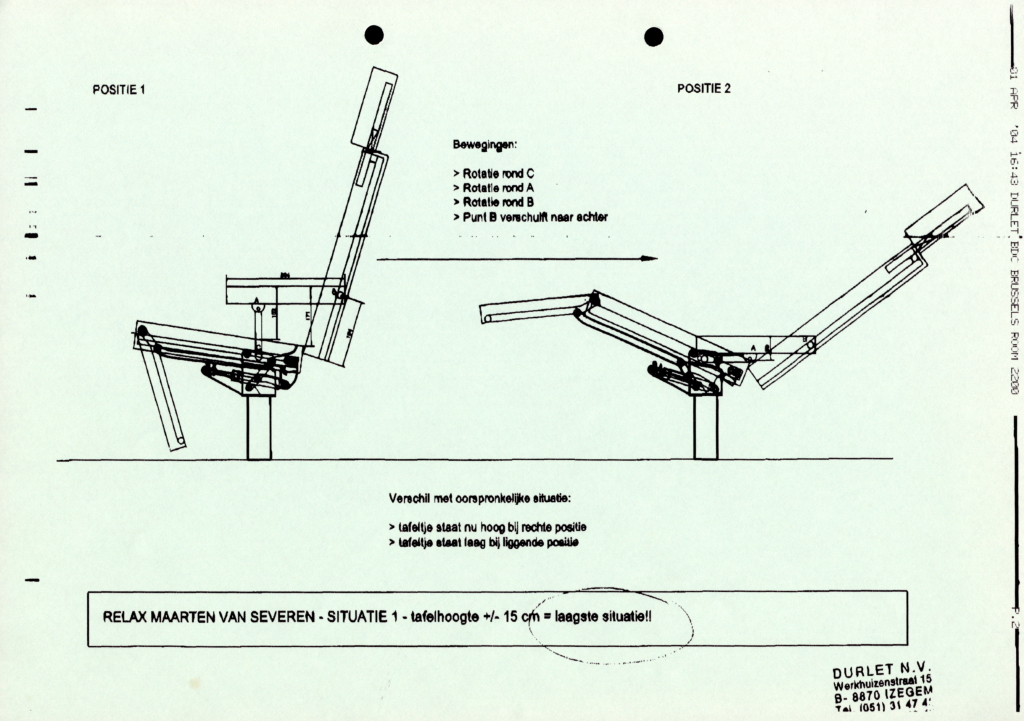 POSITIE 1
POSITIE 2
Bewegingen:
> Rotatie rond C
> Rotatie rond A
> Rotatie rond B
> Punt B verschuift naar achter
A
A
B
Verschil met oorspronkelijke situatie:
> tafeltje staat nu hoog bij rechte positie
> tafeltje staat laag bij liggende positie
RELAX MAARTEN VAN SEVEREN - SITUATIE 1 - tafelhoogte +/- 15 cm = laagste situatie!!
DURLET N.V.
Werkhuizenstraat 15
B- 8870 IZEGEM
Tel. (051) 31 47 4
01 APR '04 16:43 DURLET BDC BRUSSELS ROOM 2200
P.2